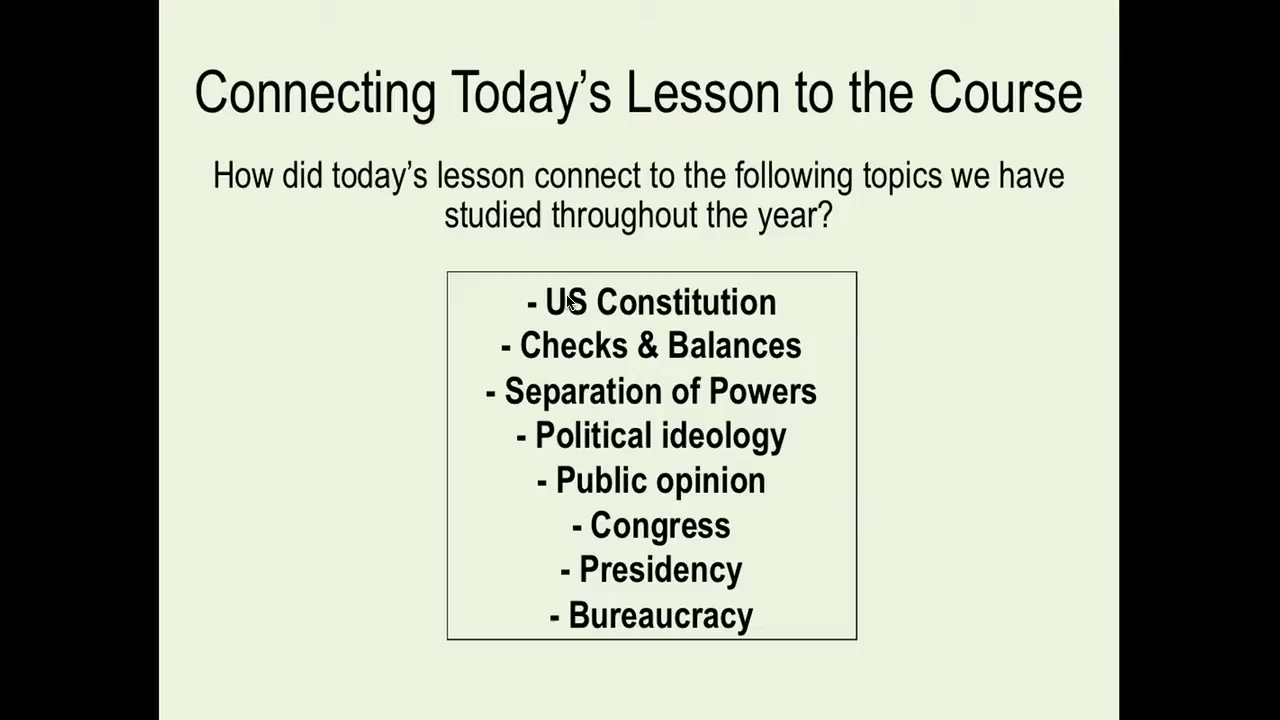 Connecting Today’s Lesson to the Course
How did today’s lesson connect to the following topics we have
studied throughout the year?
- US Constitution
- Checks & Balances
- Separation of Powers
- Political ideology
- Public opinion
- Congress
- Presidency
- Bureaucracy